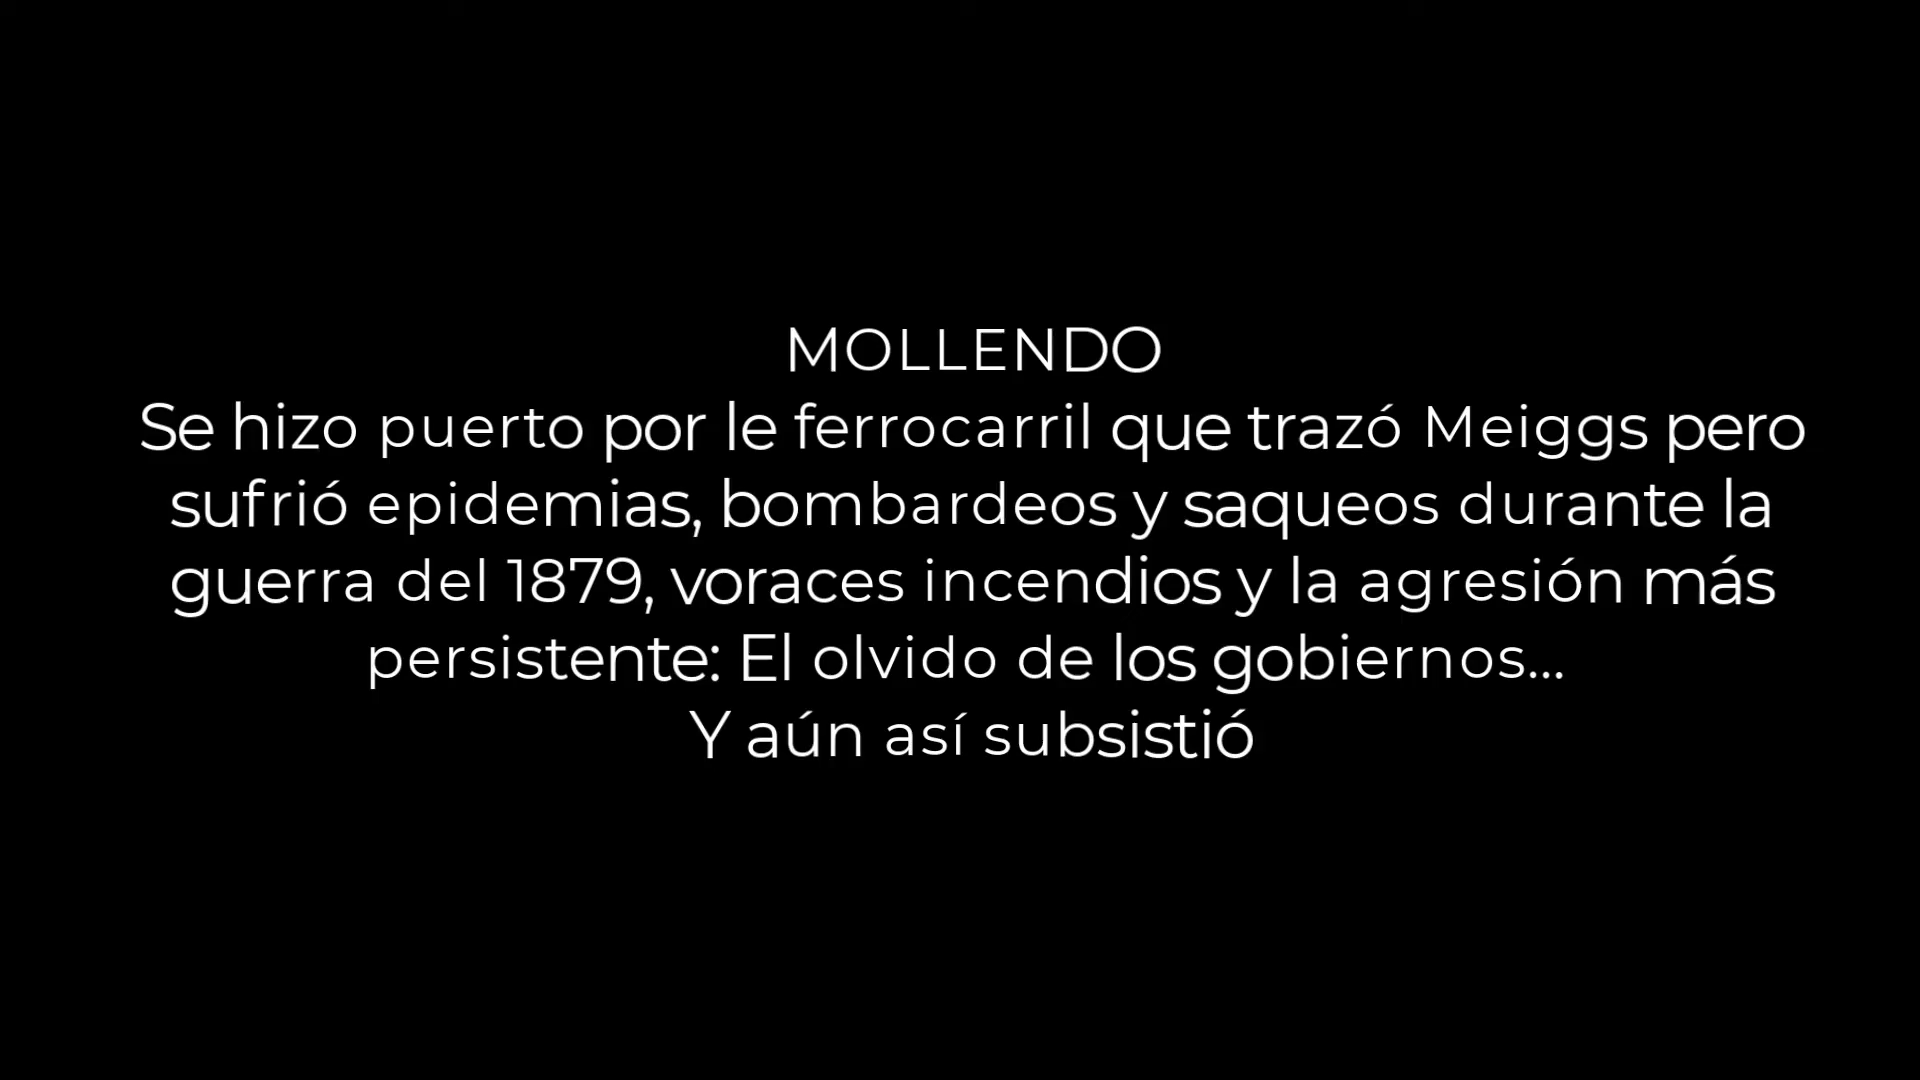 MOLLENDO
Se hizo puerto por le ferrocarril que trazó Meiggs pero
sufrió epidemias, bombardeos y saqueos durante la
guerra del 1879, voraces incendios y la agresión más
persistente: El olvido de los gobiernos...
Y aún así subsistió